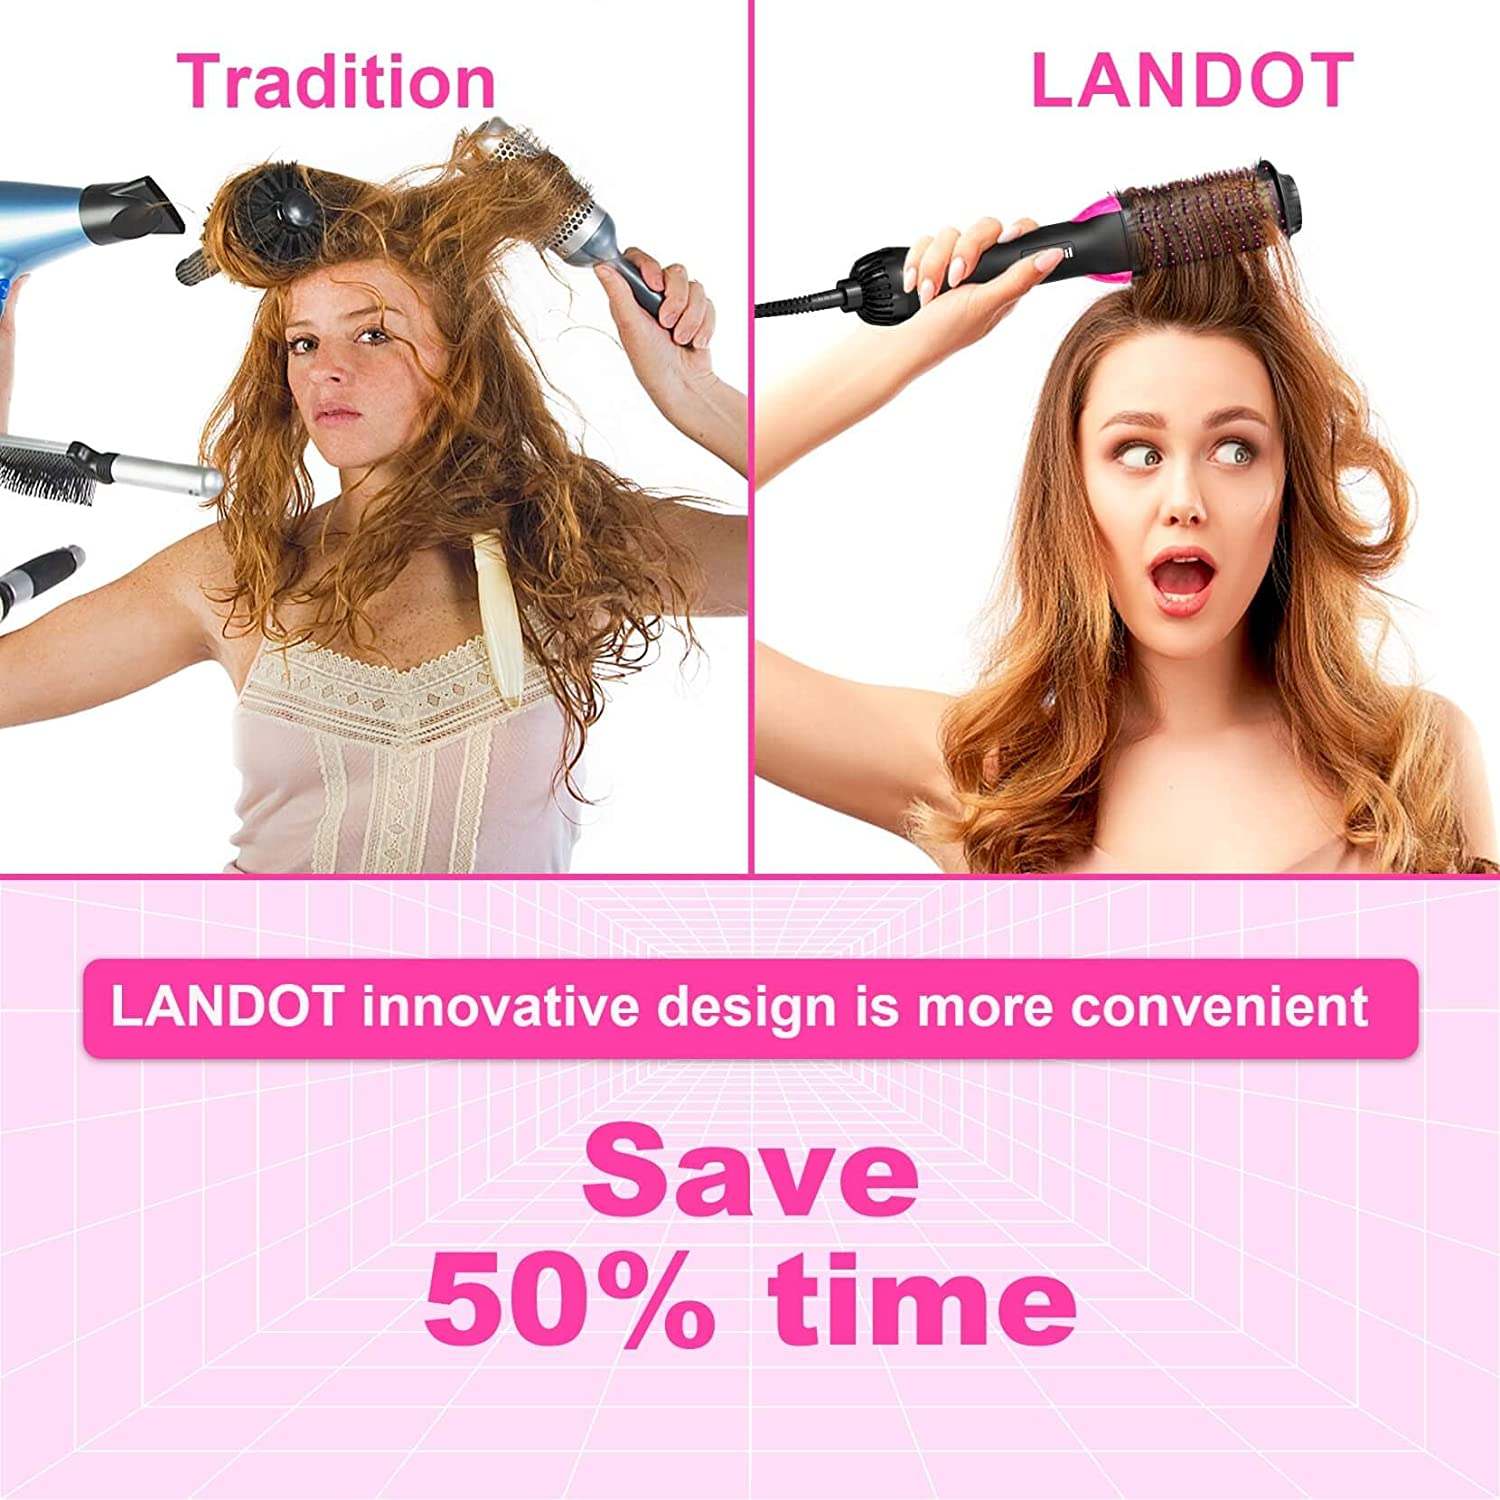 Tradition
LANDOT
LANDOT innovative design is more convenient
Save
50% time